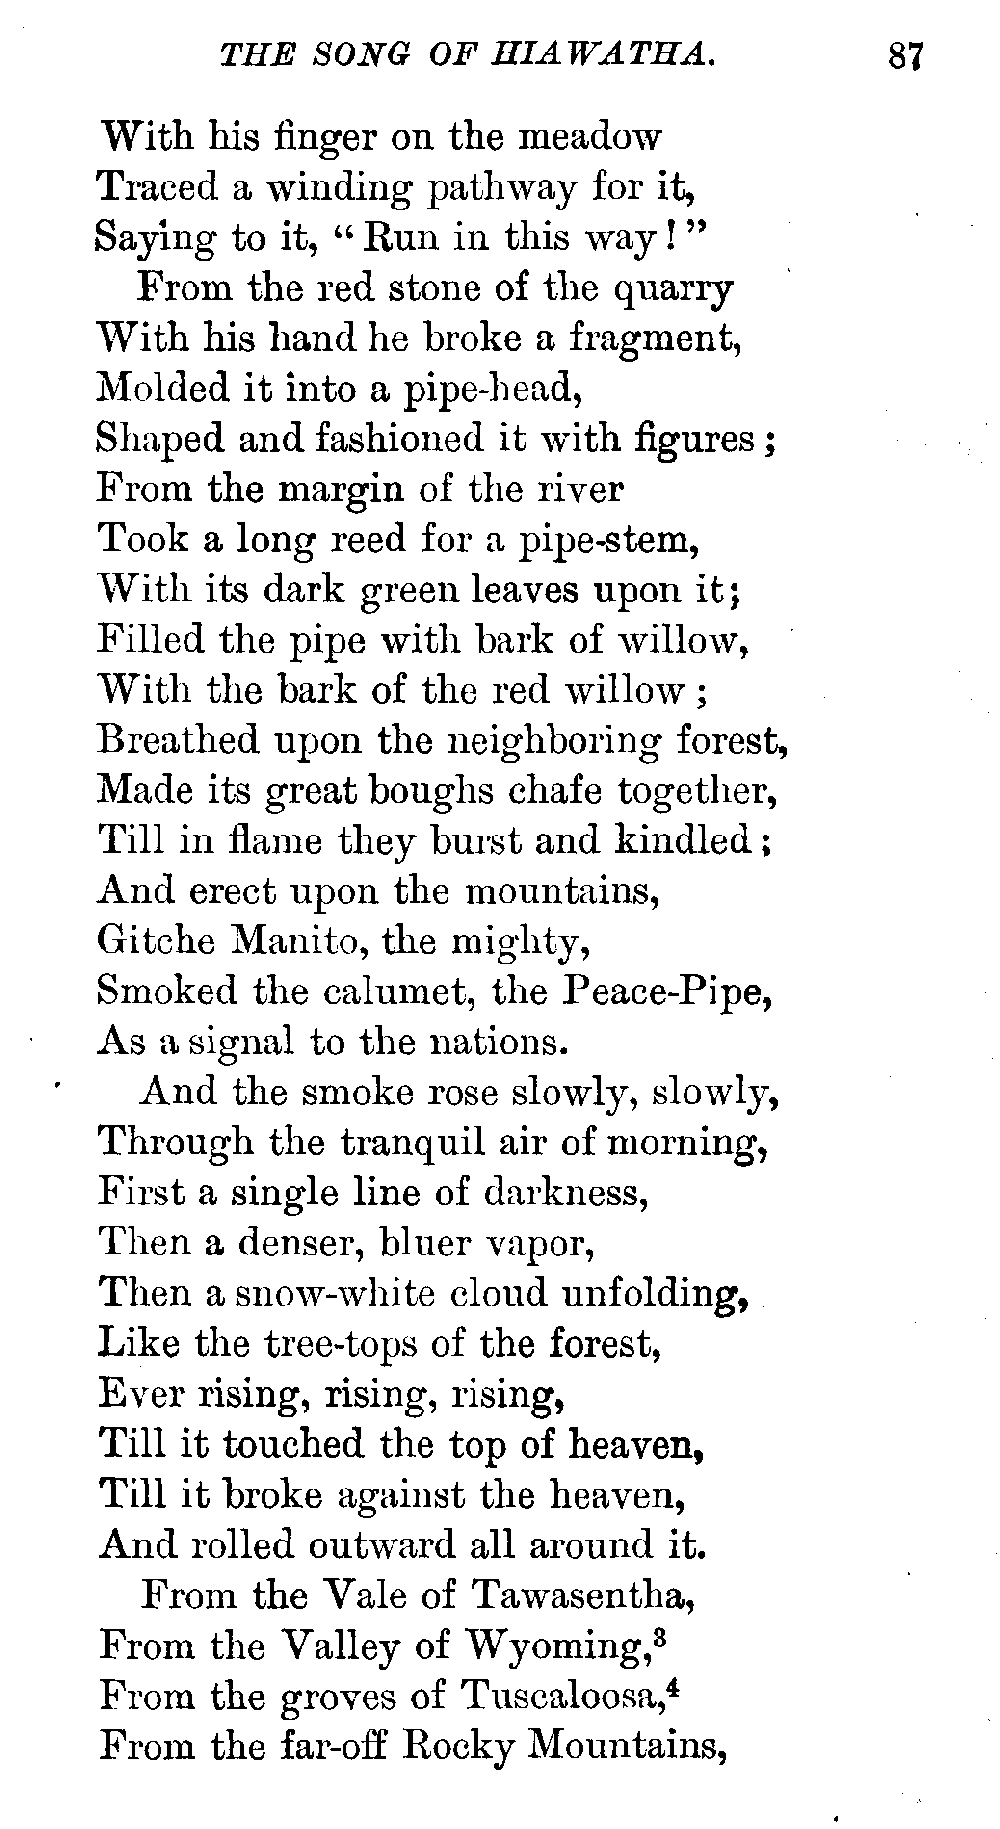 THE SONG OF HIAWATHA. 87
With his finger on the meadow
Traced a winding pathway for it,
Saying to it, “ Run in this way ! ”
From the red stone of the quarry
With his hand he broke a fragment,
Molded it into a pipe-head,
Shaped and fashioned it with figures ;
From the margin of the river
Took a long reed for a pipe-stem,
With its dark green leaves upon it;
Filled the pipe with bark of willow,
With the bark of the red willow ;
Breathed upon the neighboring forest,
Made its great boughs chafe together,
Till in flame they burst and kindled ;
And erect upon the mountains,
Gitche Manito, the mighty,
Smoked the calumet, the Peace-Pipe,
As a signal to the nations.
And the smoke rose slowly, slowly,
Through the tranquil air of morning,
First a single line of darkness,
Then a denser, bluer vapor,
Then a snow-white cloud unfolding,
Like the tree-tops of the forest,
Ever rising, rising, rising,
Till it touched the top of heaven,
Till it broke against the heaven,
And rolled outward all around it.
From the Vale of Tawasentha,
From the Valley of Wyoming,³
From the groves of Tuscaloosa,⁴
From the far-off Rocky Mountains,